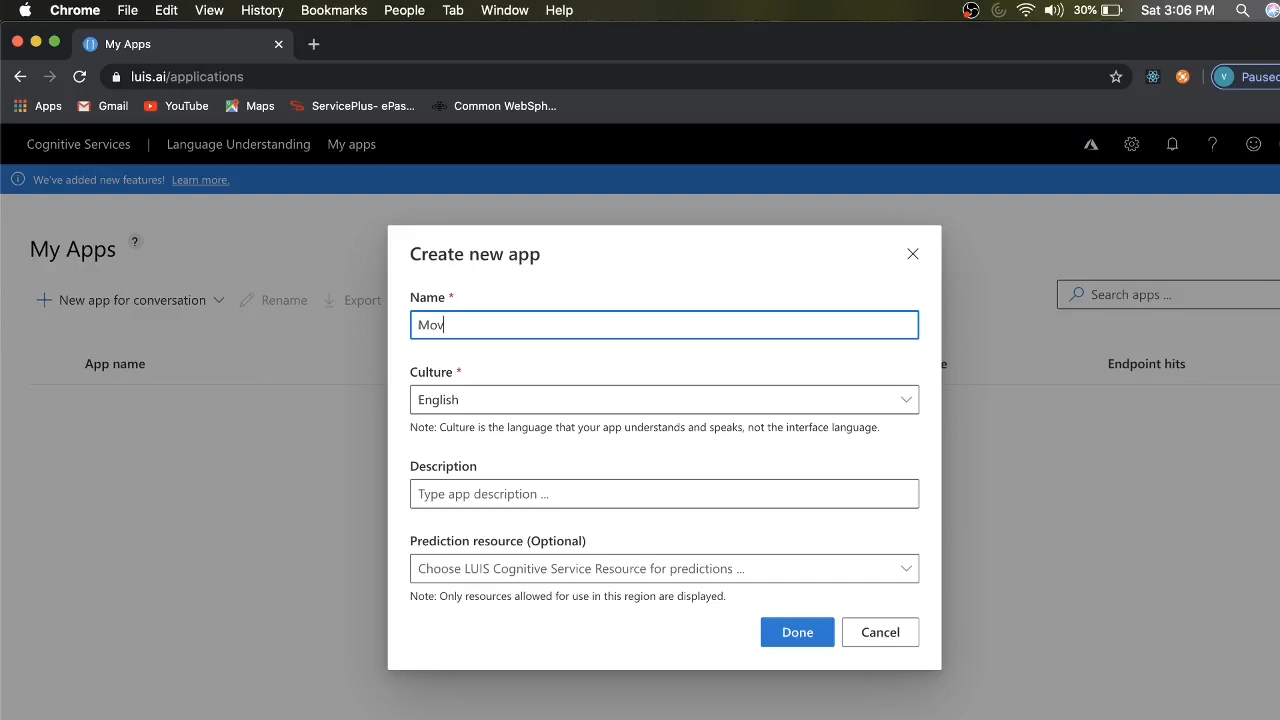 Chrome File Edit View History Bookmarks People Tab Window Help 30% Sat 3:06 PM
My Apps
luis.ai/applications V Paused
Apps Gmail YouTube Maps ServicePlus- ePas... Common WebSph...
Cognitive Services | Language Understanding My apps ?
We've added new features! Learn more.
My Apps ?
New app for conversation Rename Export
Search apps ...
App name Endpoint hits
Create new app
Name *
Mov
Culture *
English
Note: Culture is the language that your app understands and speaks, not the interface language.
Description
Type app description ...
Prediction resource (Optional)
Choose LUIS Cognitive Service Resource for predictions ...
Note: Only resources allowed for use in this region are displayed.
Done Cancel